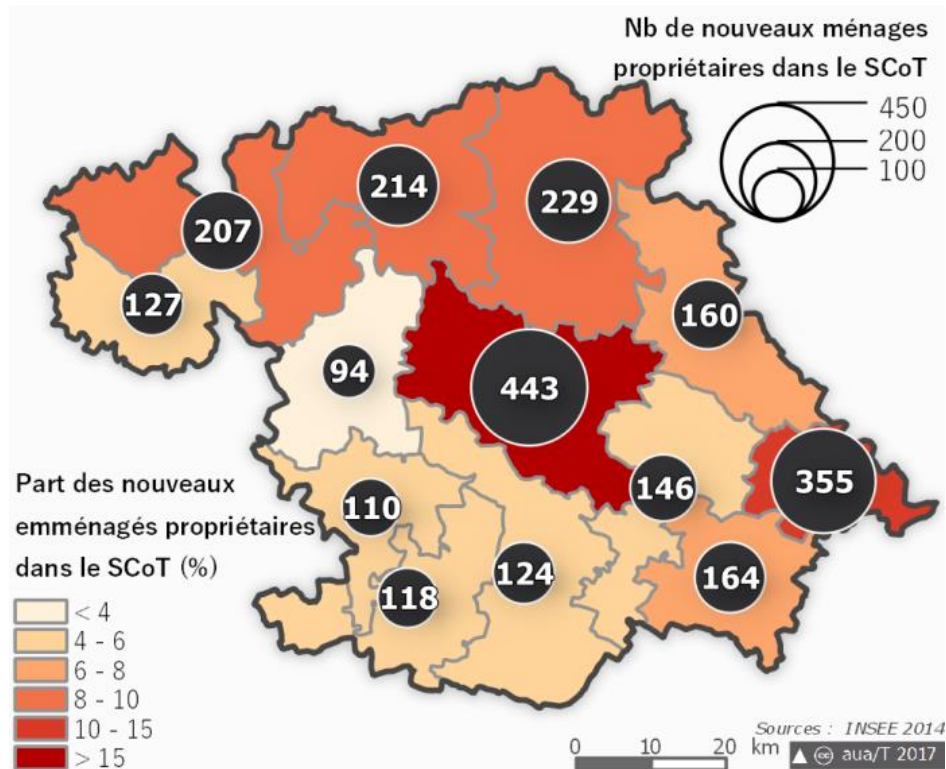 Nb de nouveaux ménages
propriétaires dans le SCoT
450
200
100
214
229
207
127
160
94
443
355
146
110
124
164
118
Part des nouveaux
emménagés propriétaires
dans le SCoT (%)
< 4
4 - 6
6 - 8
8 - 10
10 - 15
> 15
Sources : INSEE 2014
0 10 20 km
cc aua/T 2017